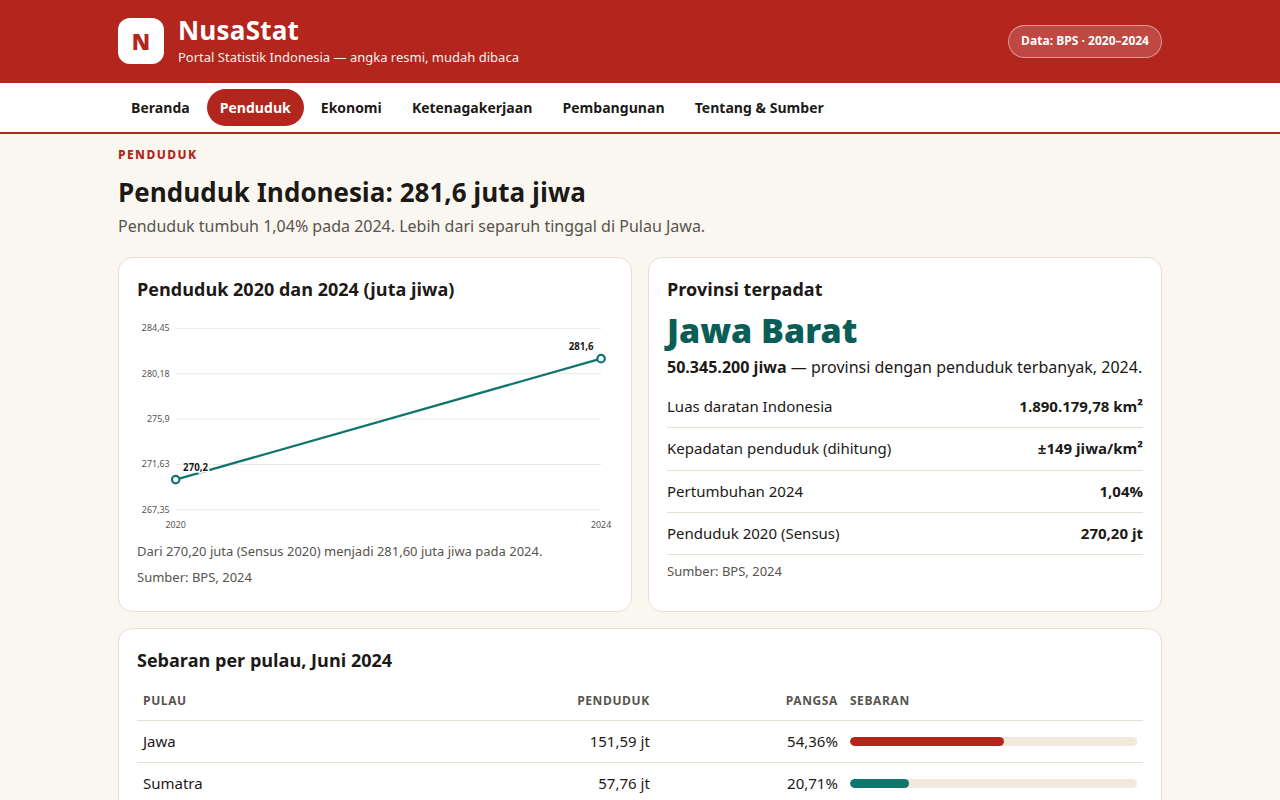 N
NusaStat
Portal Statistik Indonesia — angka resmi, mudah dibaca
Data: BPS · 2020–2024
Beranda
Penduduk
Ekonomi
Ketenagakerjaan
Pembangunan
Tentang & Sumber
PENDUDUK
Penduduk Indonesia: 281,6 juta jiwa
Penduduk tumbuh 1,04% pada 2024. Lebih dari separuh tinggal di Pulau Jawa.
Penduduk 2020 dan 2024 (juta jiwa)
284,45
281,6
280,18
275,9
271,63
270,2
267,35
2020
2024
Dari 270,20 juta (Sensus 2020) menjadi 281,60 juta jiwa pada 2024.
Sumber: BPS, 2024
Provinsi terpadat
Jawa Barat
50.345.200 jiwa — provinsi dengan penduduk terbanyak, 2024.
Luas daratan Indonesia 1.890.179,78 km²
Kepadatan penduduk (dihitung) ±149 jiwa/km²
Pertumbuhan 2024 1,04%
Penduduk 2020 (Sensus) 270,20 jt
Sumber: BPS, 2024
Sebaran per pulau, Juni 2024
PULAU PENDUDUK PANGSA SEBARAN
Jawa 151,59 jt 54,36%
Sumatra 57,76 jt 20,71%